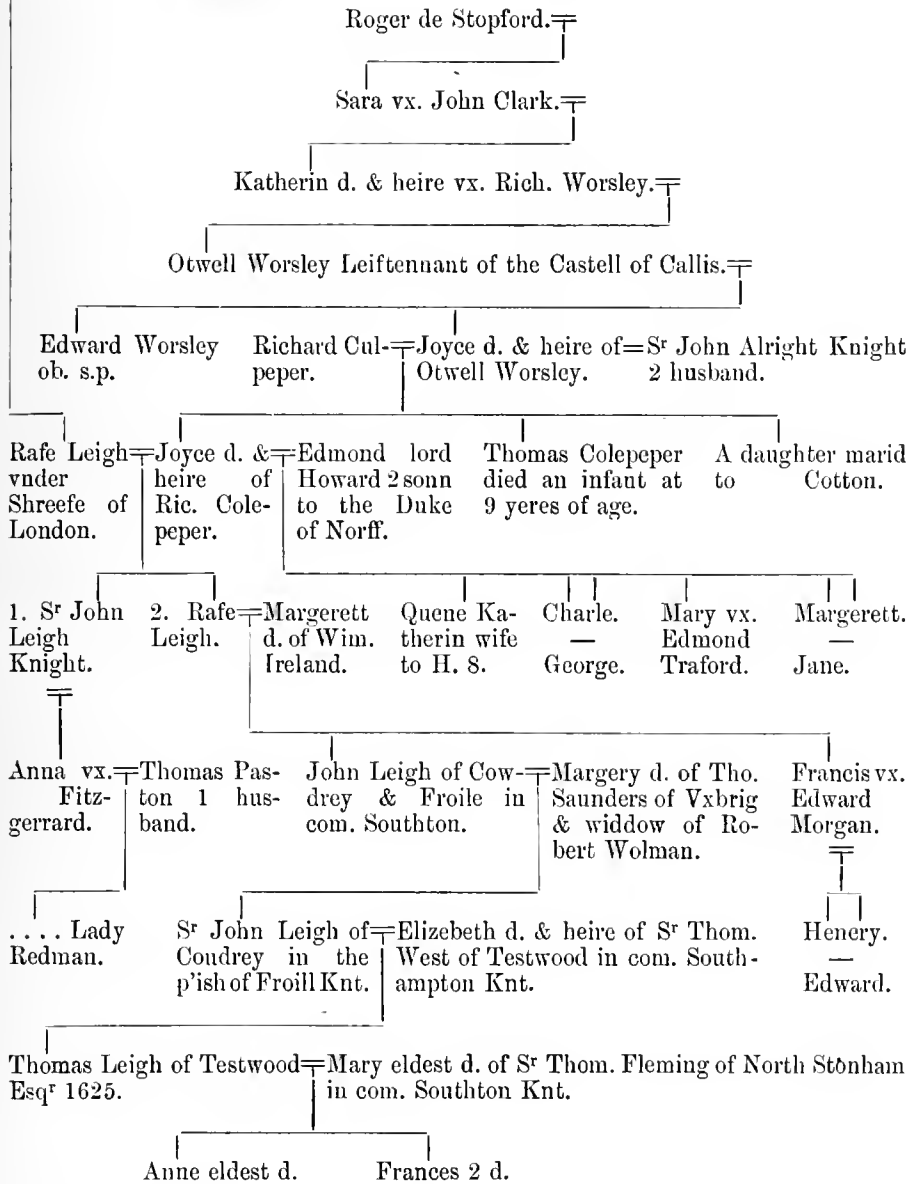 Roger de Stopford.
Sara vx. John Clark.
Katherin d. & heire vx. Rich. Worsley.
Otwell Worsley Leiftennant of the Castell of Callis.
Edward Worsley
ob. s.p.
Richard Cul-
peper.
Joyce d. & heire of
Otwell Worsley.
Sr John Alright Knight
2 husband.
Rafe Leigh
vnder
Shreefe of
London.
Joyce d. &
heire of
Ric. Cole-
peper.
Edmond lord
Howard 2 sonn
to the Duke
of Norff.
Thomas Colepeper
died an infant at
9 yeres of age.
A daughter marid
to Cotton.
1. Sr John
Leigh
Knight.
2. Rafe
Leigh.
Margerett
d. of Wim.
Ireland.
Quene Ka-
therin wife
to H. 8.
Charle.
—
George.
Mary vx.
Edmond
Traford.
Margerett.
—
Jane.
Anna vx.
Fitz-
gerrard.
Thomas Pas-
ton 1 hus-
band.
John Leigh of Cow-
drey & Froile in
com. Southton.
Margery d. of Tho.
Saunders of Vxbrig
& widdow of Ro-
bert Wolman.
Francis vx.
Edward
Morgan.
.... Lady
Redman.
Sr John Leigh of
Coudrey in the
p'ish of Froill Knt.
Elizebeth d. & heire of Sr Thom.
West of Testwood in com. South-
ampton Knt.
Henery.
—
Edward.
Thomas Leigh of Testwood
Esqr 1625.
Mary eldest d. of Sr Thom. Fleming of North Stonham
in com. Southton Knt.
Anne eldest d.
Frances 2 d.